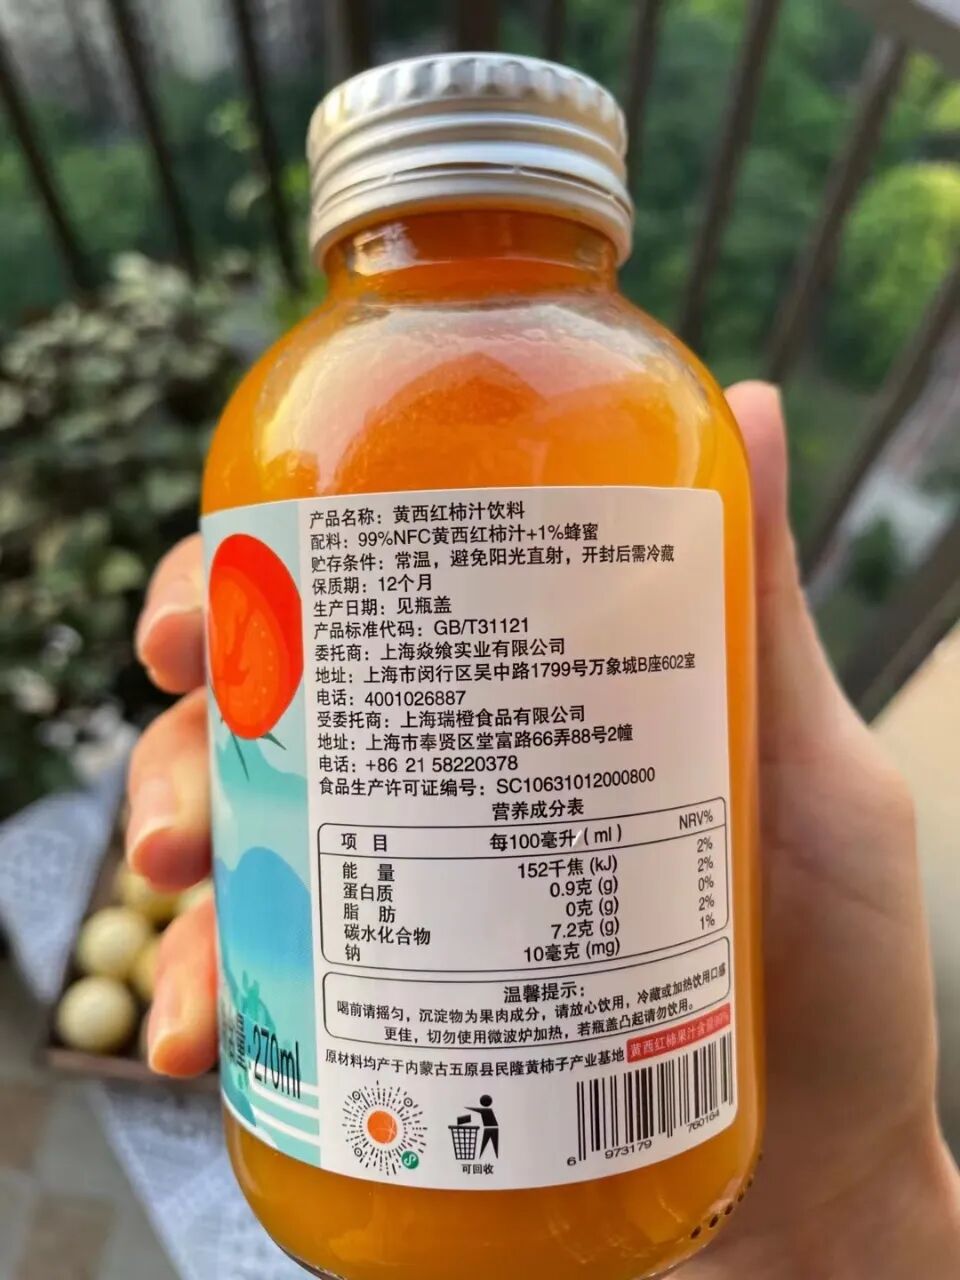 产品名称：黄西红柿汁饮料
配料：99%NFC黄西红柿汁+1%蜂蜜
贮存条件：常温，避免阳光直射，开封后需冷藏
保质期：12个月
生产日期：见瓶盖
产品标准代码：GB/T31121
委托商：上海焱飨实业有限公司
地址：上海市闵行区吴中路1799号万象城B座602室
电话：4001026887
受委托商：上海瑞橙食品有限公司
地址：上海市奉贤区堂富路66弄88号2幢
电话：+86 21 58220378
食品生产许可证编号：SC10631012000800
营养成分表
项 目 每100毫升 ( ml ) NRV%
能 量 152千焦 (kJ) 2%
蛋白质 0.9克 (g) 2%
脂 肪 0克 (g) 0%
碳水化合物 7.2克 (g) 2%
钠 10毫克 (mg) 1%
温馨提示：
喝前请摇匀，沉淀物为果肉成分，请放心饮用，冷藏或加热饮用口感
更佳，切勿使用微波炉加热，若瓶盖凸起请勿饮用。
原材料均产于内蒙古五原县民隆黄柿子产业基地
黄西红柿果汁含量99%
270ml
可回收
6 973179 760104